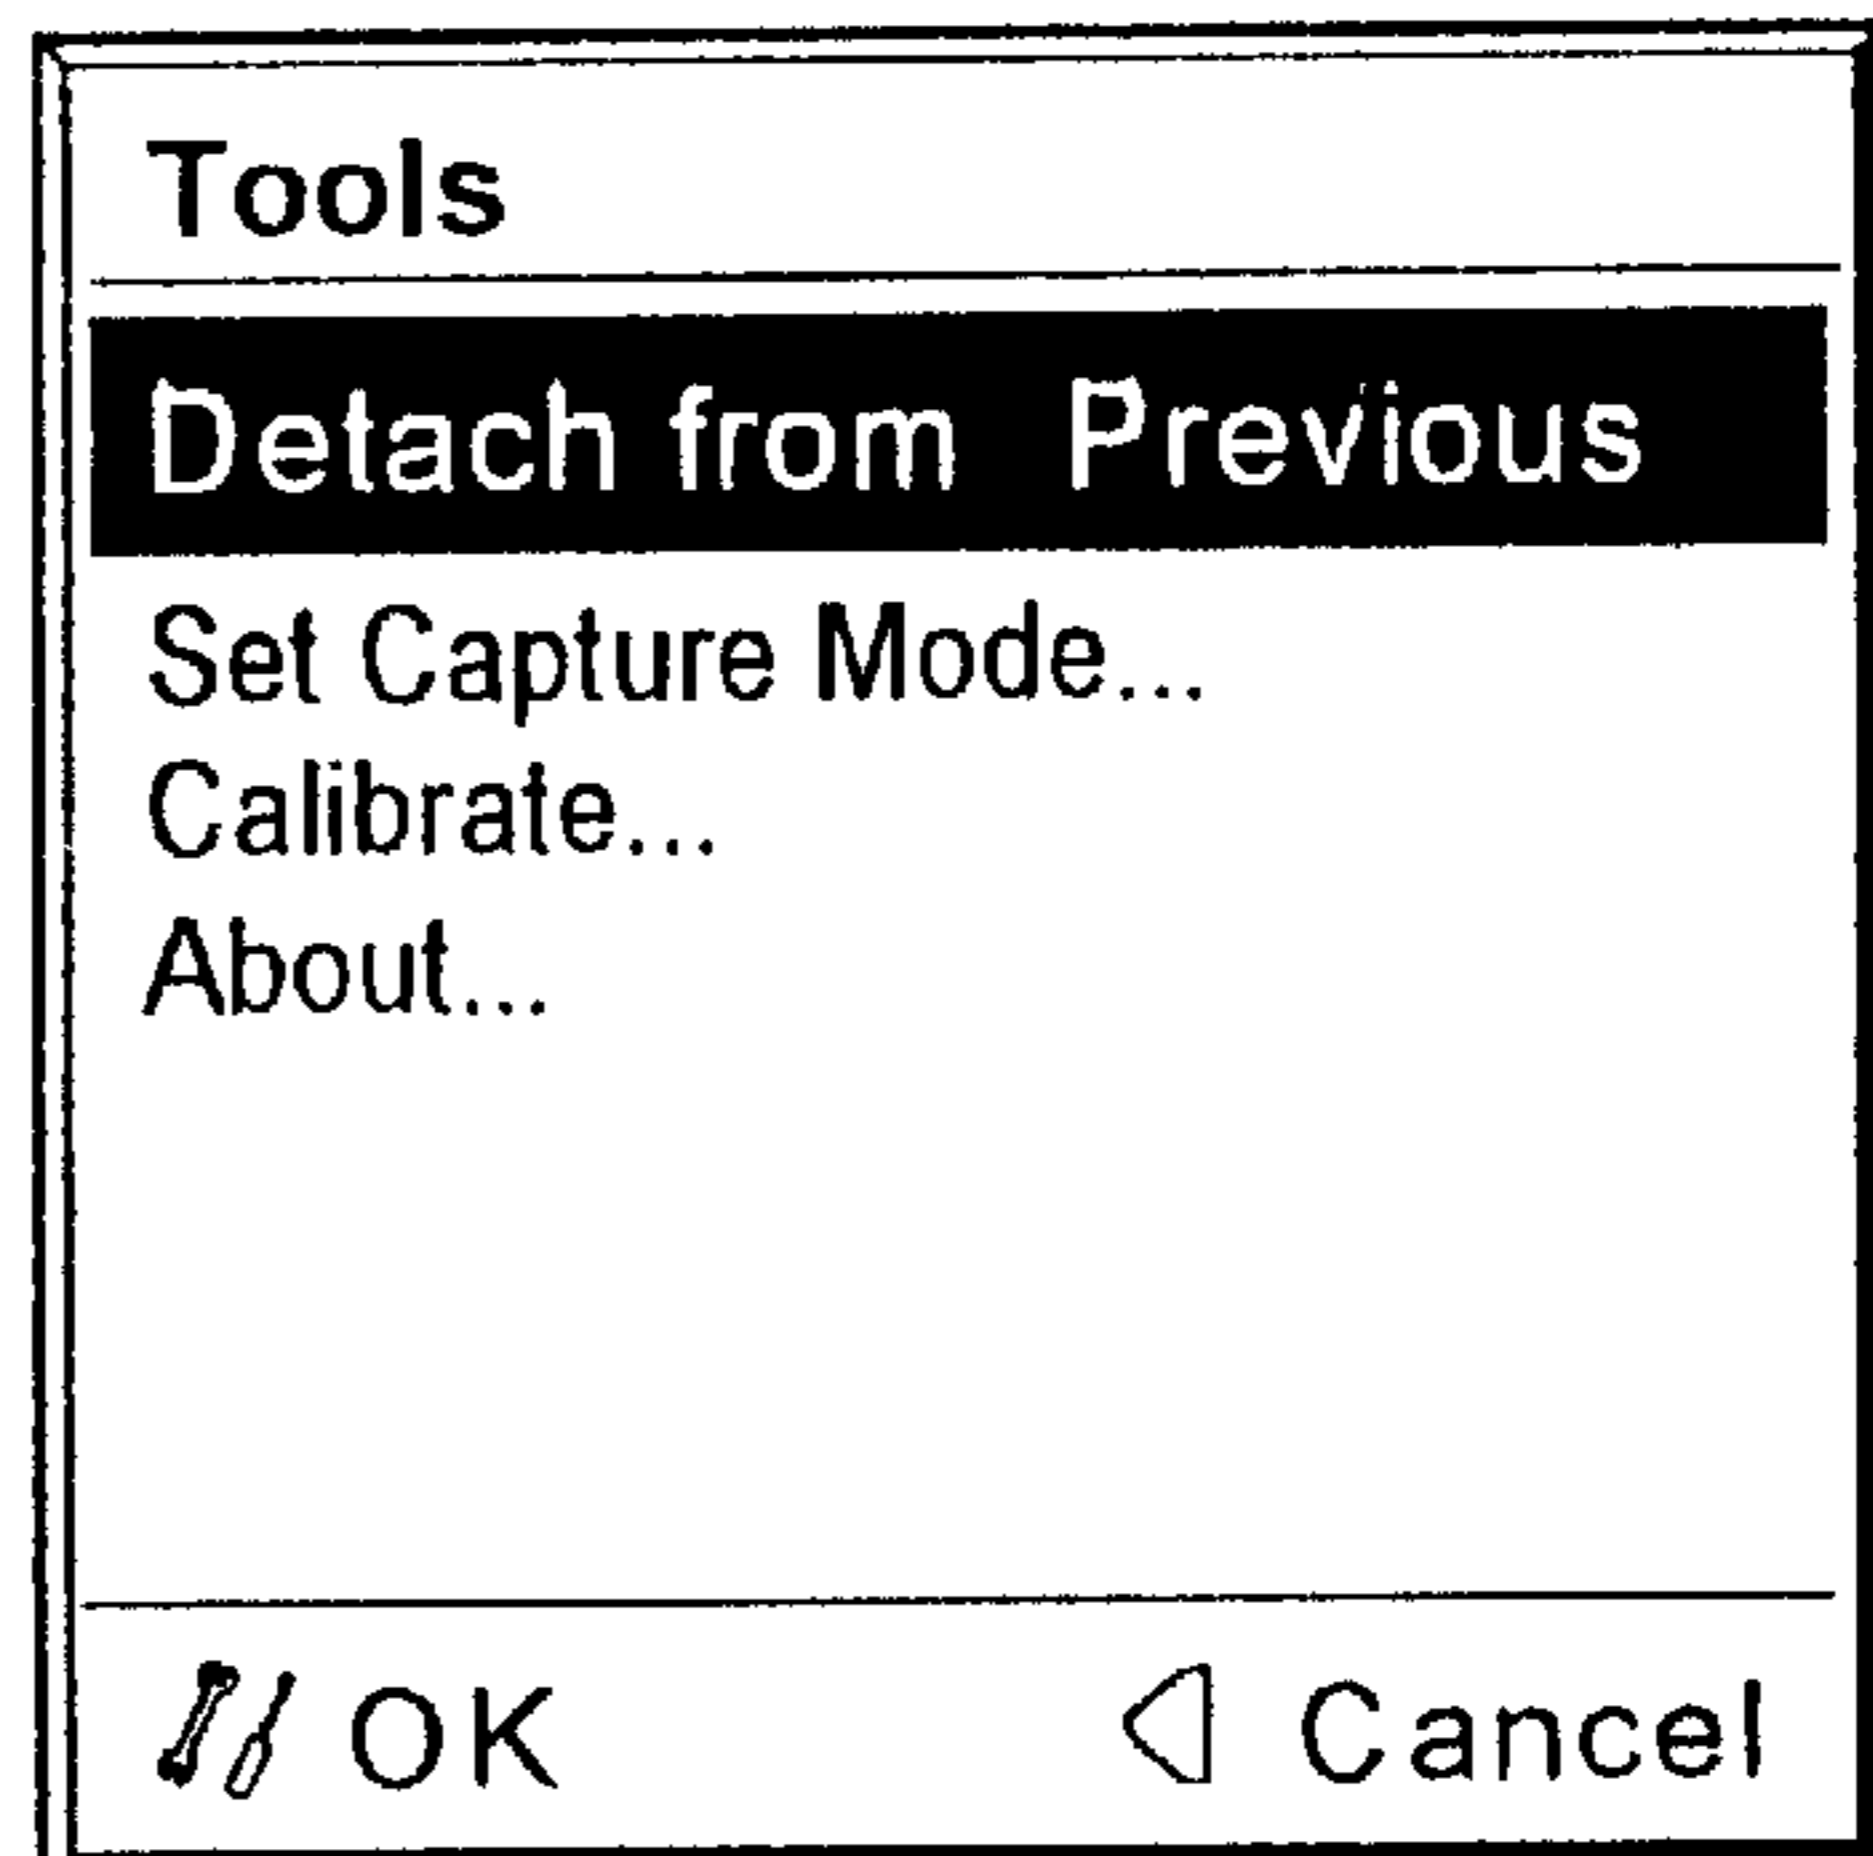 Tools
Detach from Previous
Set Capture Mode...
Calibrate...
About...
OK Cancel